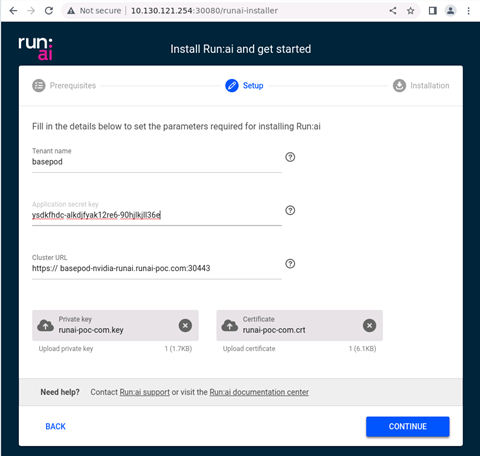 Not secure | 10.130.121.254:30080/runai-installer
run:
ai
Install Run:ai and get started
Prerequisites
Setup
Installation
Fill in the details below to set the parameters required for installing Run:ai
Tenant name
basepod
Application secret key
ysdkfhdc-alkdjfyak12re6-90hjlkjll36e
Cluster URL
https:// basepod-nvidia-runai.runai-poc.com:30443
Private key
runai-poc-com.key
Upload private key
1 (1.7KB)
Certificate
runai-poc-com.crt
Upload certificate
1 (6.1KB)
Need help? Contact Run:ai support or visit the Run:ai documentation center
BACK
CONTINUE